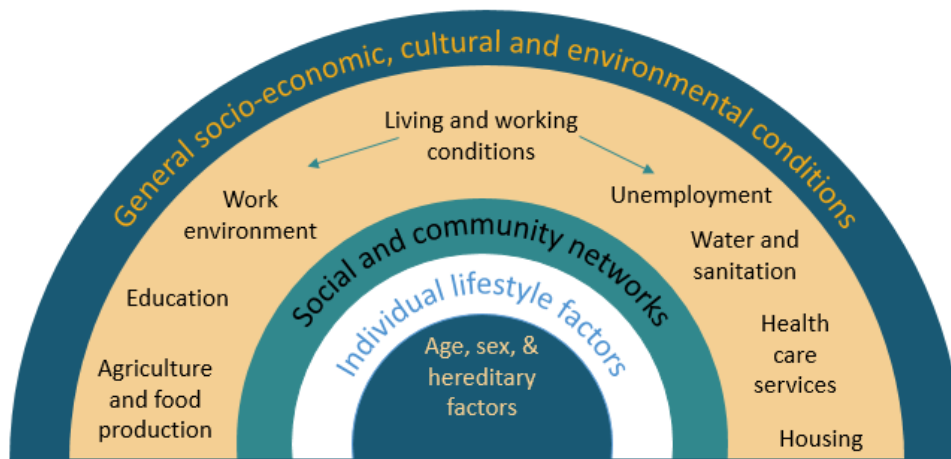 General socio-economic, cultural and environmental conditions
Living and working
conditions
Work
environment
Unemployment
Water and
sanitation
Education
Health
care
services
Agriculture
and food
production
Housing
Social and community networks
Individual lifestyle factors
Age, sex, &
hereditary
factors